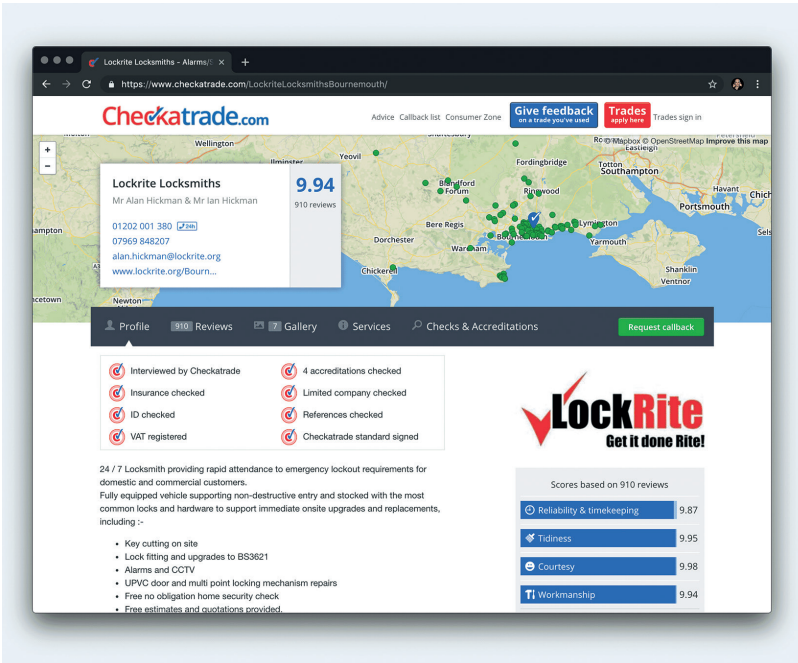 Lockrite Locksmiths - Alarms/
https://www.checkatrade.com/LockriteLocksmithsBournemouth/
Checkatrade.com
Advice Callback list Consumer Zone
Give feedback
on a trade you've used
Trades
apply here
Trades sign in
© Mapbox © OpenStreetMap Improve this map
+
−
Wellington
Ilminster
Yeovil
Blandford
Forum
Fordingbridge
Ringwood
Totton
Eastleigh
Southampton
Havant
Chich
Portsmouth
Sels
Lymington
Yarmouth
Shanklin
Ventnor
Bere Regis
Dorchester
Wareham
Chickerell
ampton
A3
ncetown
Newton
Lockrite Locksmiths
Mr Alan Hickman & Mr Ian Hickman
01202 001 380 24h
07969 848207
alan.hickman@lockrite.org
www.lockrite.org/Bourn...
9.94
910 reviews
Profile
910 Reviews
7 Gallery
Services
Checks & Accreditations
Request callback
Interviewed by Checkatrade
4 accreditations checked
Insurance checked
Limited company checked
ID checked
References checked
VAT registered
Checkatrade standard signed
LockRite
Get it done Rite!
24 / 7 Locksmith providing rapid attendance to emergency lockout requirements for
domestic and commercial customers.
Fully equipped vehicle supporting non-destructive entry and stocked with the most
common locks and hardware to support immediate onsite upgrades and replacements,
including :-
• Key cutting on site
• Lock fitting and upgrades to BS3621
• Alarms and CCTV
• UPVC door and multi point locking mechanism repairs
• Free no obligation home security check
• Free estimates and quotations provided.
Scores based on 910 reviews
Reliability & timekeeping 9.87
Tidiness 9.95
Courtesy 9.98
Workmanship 9.94